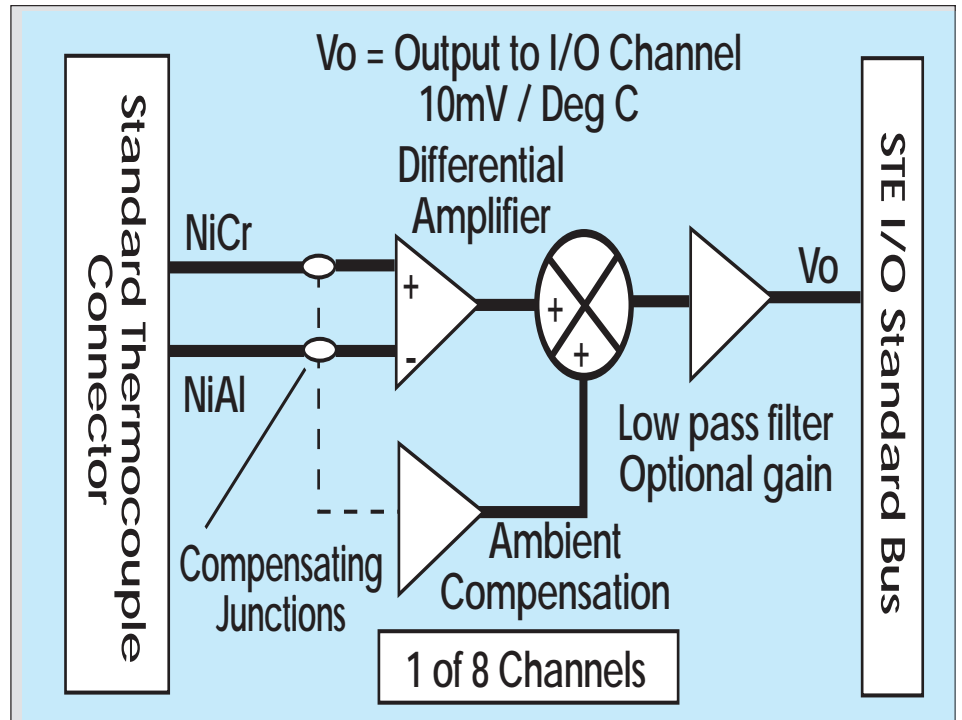 Vo = Output to I/O Channel
10mV / Deg C
Standard Thermocouple
Connector
Differential
Amplifier
NiCr
+
-
NiAl
+
+
Vo
STE I/O Standard Bus
Low pass filter
Optional gain
Compensating
Junctions
Ambient
Compensation
1 of 8 Channels